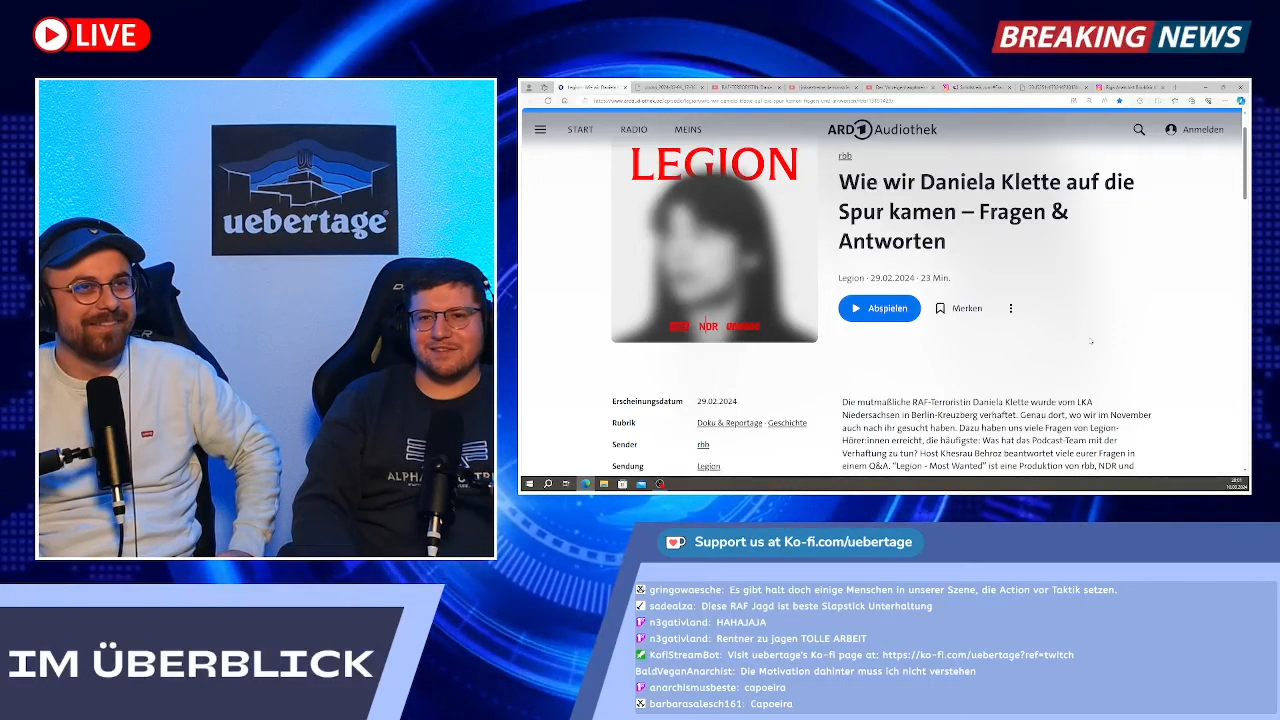 LIVE
BREAKING NEWS
uebertage
START RADIO MEINS
ARD Audiothek
Anmelden
LEGION
NDR
rbb
Wie wir Daniela Klette auf die
Spur kamen – Fragen &
Antworten
Legion · 29.02.2024 · 23 Min.
Abspielen Merken
Erscheinungsdatum 29.02.2024
Rubrik Doku & Reportage · Geschichte
Sender rbb
Sendung Legion
Die mutmaßliche RAF-Terroristin Daniela Klette wurde vom LKA
Niedersachsen in Berlin-Kreuzberg verhaftet. Genau dort, wo wir im November
auch nach ihr gesucht haben. Dazu haben uns viele Fragen von Legion-
Hörer:innen erreicht, die häufigste: Was hat das Podcast-Team mit der
Verhaftung zu tun? Host Khesrau Behroz beantwortet viele eurer Fragen in
einem Q&A. "Legion - Most Wanted" ist eine Produktion von rbb, NDR und
Support us at Ko-fi.com/uebertage
gringowaesche: Es gibt halt doch einige Menschen in unserer Szene, die Action vor Taktik setzen.
sadealza: Diese RAF Jagd ist beste Slapstick Unterhaltung
n3gativland: HAHAJAJA
n3gativland: Rentner zu jagen TOLLE ARBEIT
KofiStreamBot: Visit uebertage's Ko-fi page at: https://ko-fi.com/uebertage?ref=twitch
BaldVeganAnarchist: Die Motivation dahinter muss ich nicht verstehen
anarchismusbeste: capoeira
barbarasalesch161: Capoeira
IM ÜBERBLICK